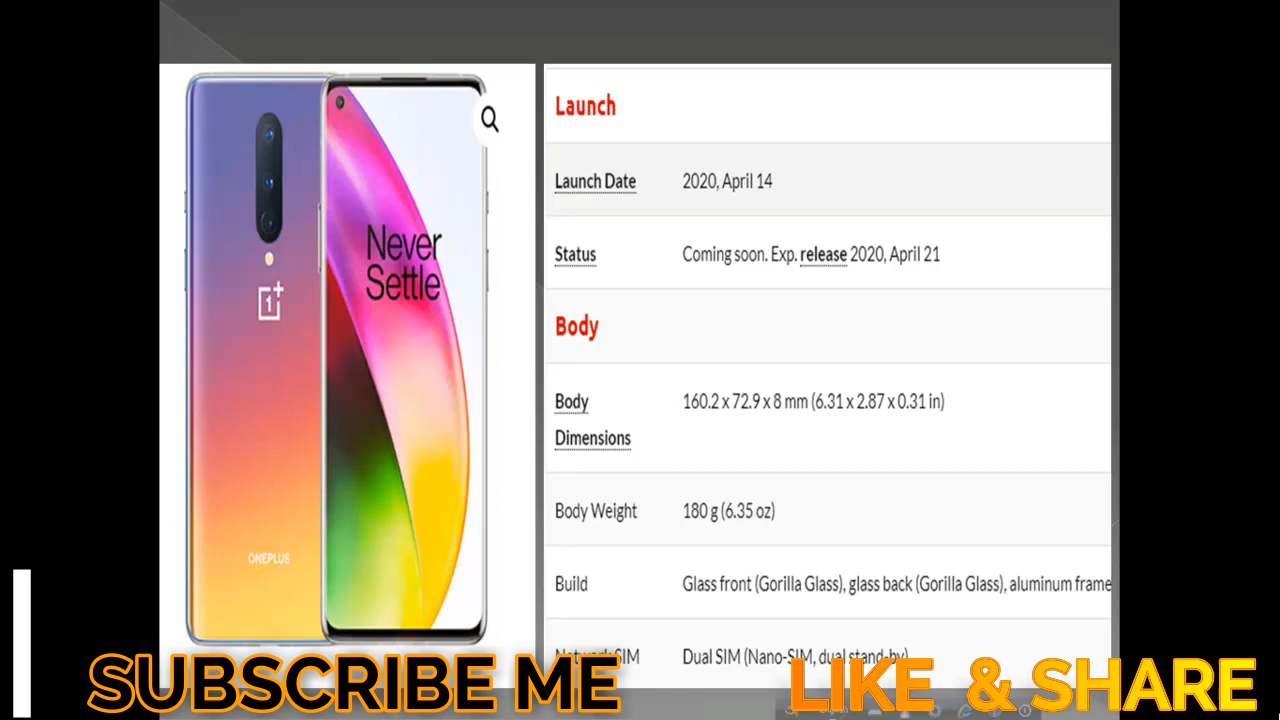 Never
Settle
1+
ONEPLUS
Launch
Launch Date 2020, April 14
Status Coming soon. Exp. release 2020, April 21
Body
Body Dimensions 160.2 x 72.9 x 8 mm (6.31 x 2.87 x 0.31 in)
Body Weight 180 g (6.35 oz)
Build Glass front (Gorilla Glass), glass back (Gorilla Glass), aluminum frame
Network SIM Dual SIM (Nano-SIM, dual stand-by)
SUBSCRIBE ME
LIKE & SHARE